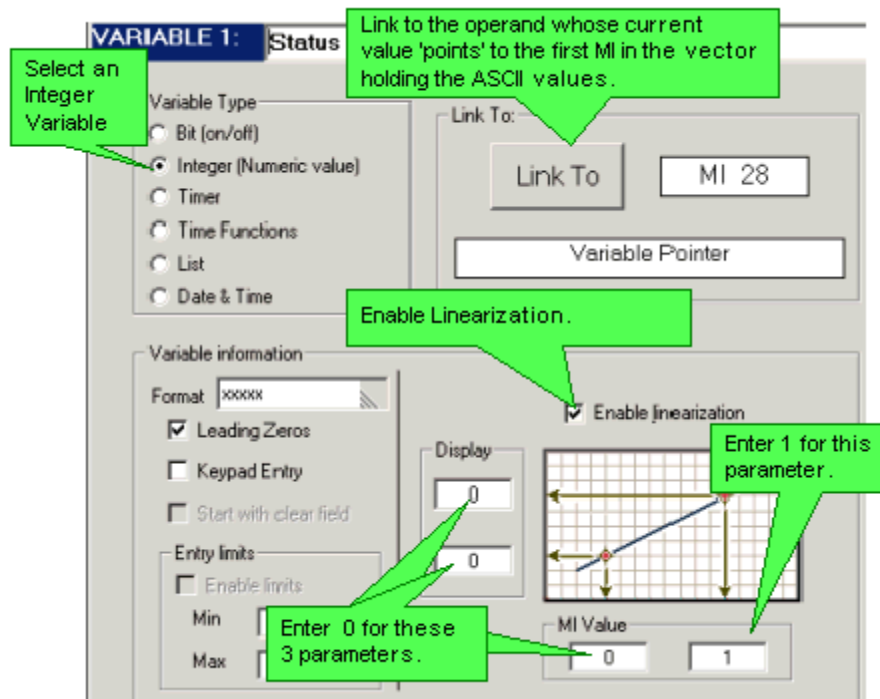 VARIABLE 1:
Status
Link to the operand whose current
value 'points' to the first MI in the vector
holding the ASCII values.
Select an
Integer
Variable
Variable Type
Bit (on/off)
Integer (Numeric value)
Timer
Time Functions
List
Date & Time
Link To:
Link To
MI 28
Variable Pointer
Enable Linearization.
Variable information
Format
xxxxx
Leading Zeros
Keypad Entry
Start with clear field
Entry limits
Enable limits
Min
Max
Display
0
0
Enable linearization
Enter 1 for this
parameter.
Enter 0 for these
3 parameters.
MI Value
0
1